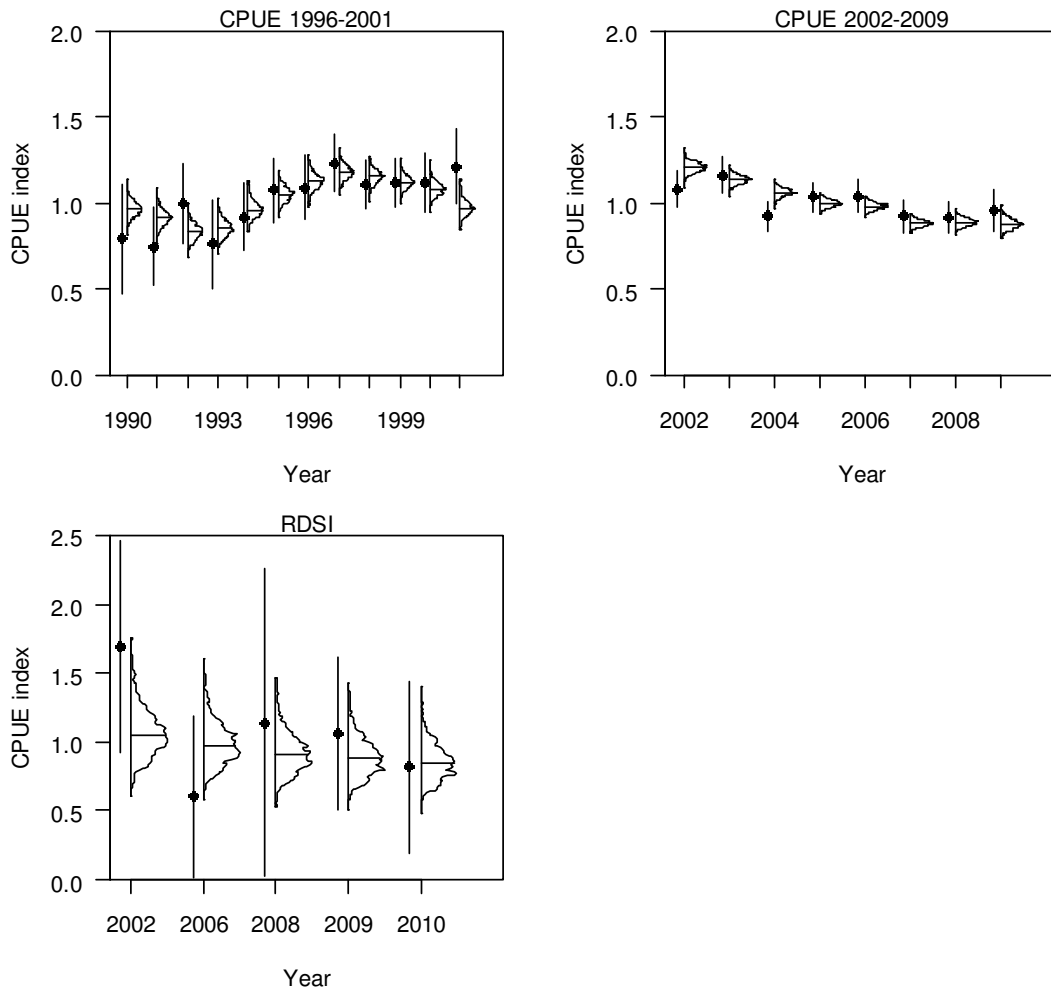 CPUE 1996-2001
2.0
1.5
1.0
0.5
0.0
CPUE index
1990 1993 1996 1999
Year
CPUE 2002-2009
2.0
1.5
1.0
0.5
0.0
CPUE index
2002 2004 2006 2008
Year
RDSI
2.5
2.0
1.5
1.0
0.5
0.0
CPUE index
2002 2006 2008 2009 2010
Year